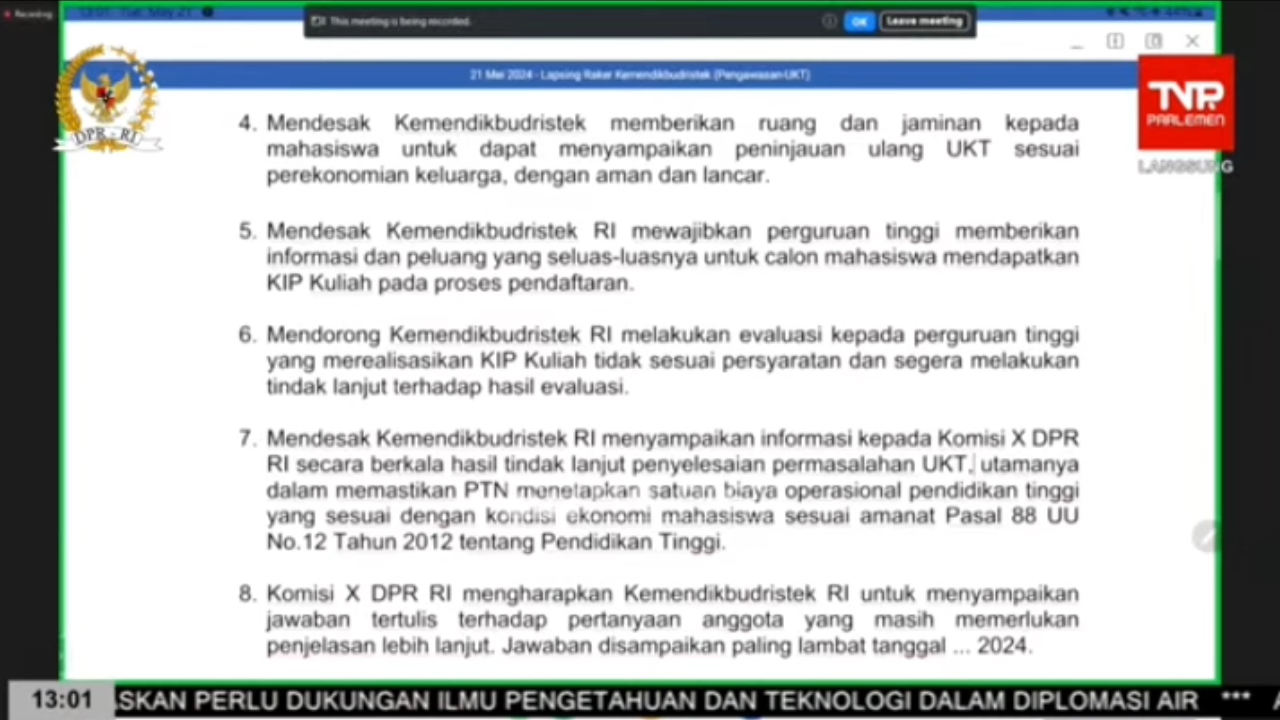 Recording
This meeting is being recorded.
OK
Leave meeting
21 Mei 2024 - Lapsing Raker Kemendikbudristek (Pengawasan-UKT)
DPR - RI
TVR
PARLEMEN
LANGSUNG
4. Mendesak Kemendikbudristek memberikan ruang dan jaminan kepada
mahasiswa untuk dapat menyampaikan peninjauan ulang UKT sesuai
perekonomian keluarga, dengan aman dan lancar.
5. Mendesak Kemendikbudristek RI mewajibkan perguruan tinggi memberikan
informasi dan peluang yang seluas-luasnya untuk calon mahasiswa mendapatkan
KIP Kuliah pada proses pendaftaran.
6. Mendorong Kemendikbudristek RI melakukan evaluasi kepada perguruan tinggi
yang merealisasikan KIP Kuliah tidak sesuai persyaratan dan segera melakukan
tindak lanjut terhadap hasil evaluasi.
7. Mendesak Kemendikbudristek RI menyampaikan informasi kepada Komisi X DPR
RI secara berkala hasil tindak lanjut penyelesaian permasalahan UKT, utamanya
dalam memastikan PTN menetapkan satuan biaya operasional pendidikan tinggi
yang sesuai dengan kondisi ekonomi mahasiswa sesuai amanat Pasal 88 UU
No.12 Tahun 2012 tentang Pendidikan Tinggi.
8. Komisi X DPR RI mengharapkan Kemendikbudristek RI untuk menyampaikan
jawaban tertulis terhadap pertanyaan anggota yang masih memerlukan
penjelasan lebih lanjut. Jawaban disampaikan paling lambat tanggal ... 2024.
13:01
ASKAN PERLU DUKUNGAN ILMU PENGETAHUAN DAN TEKNOLOGI DALAM DIPLOMASI AIR *** A